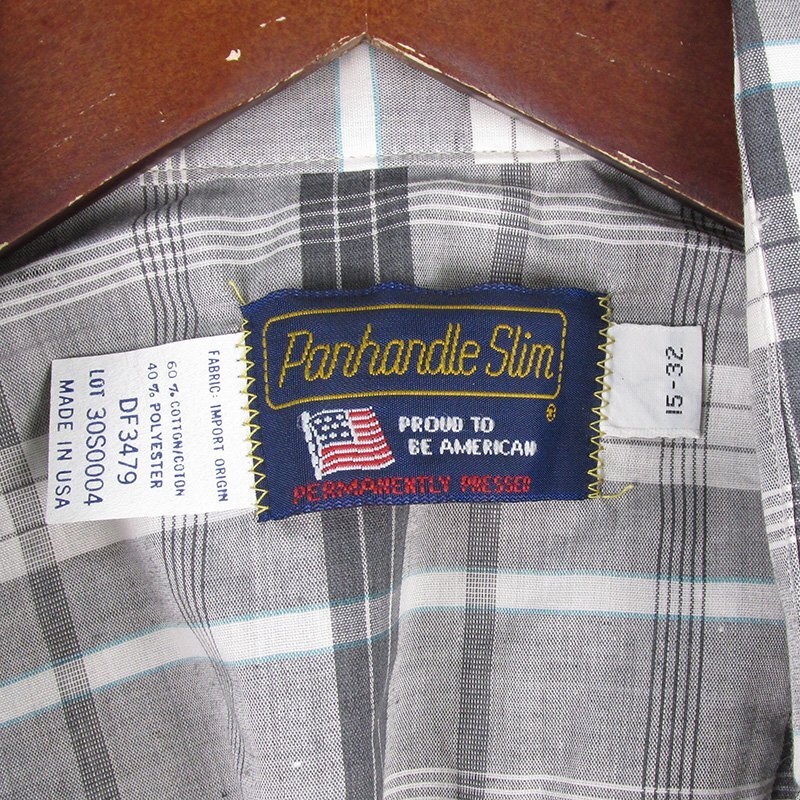 Panhandle Slim
®
PROUD TO
BE AMERICAN
PERMANENTLY PRESSED
15-32
FABRIC: IMPORT ORIGIN
60% COTTON/COTON
40% POLYESTER
DF3479
LOT 30S0004
MADE IN USA